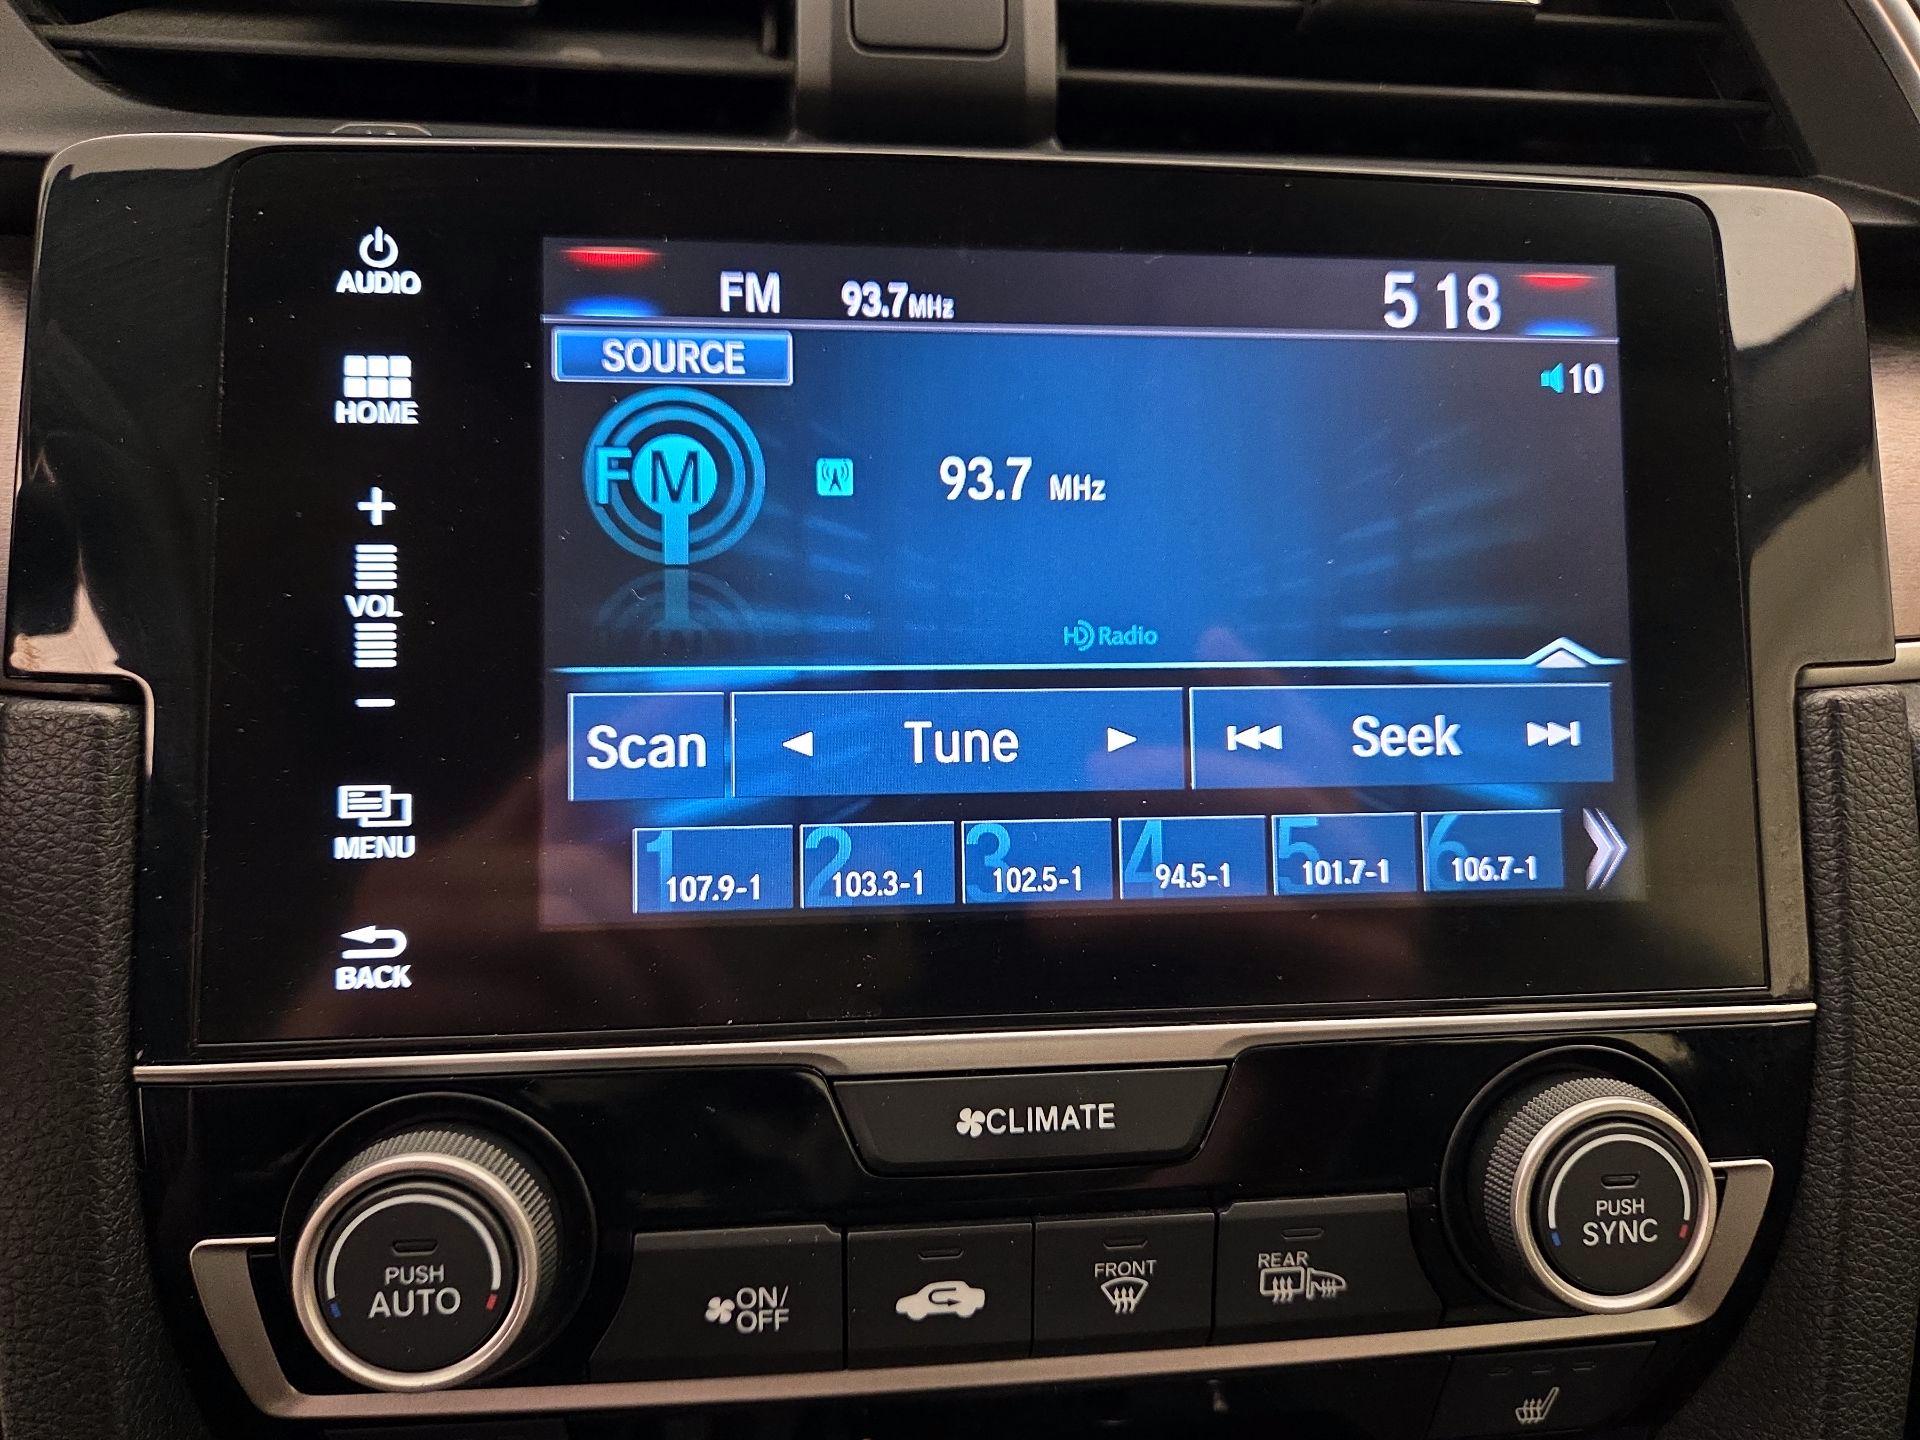 AUDIO
HOME
+
VOL
−
MENU
BACK
FM 93.7MHz 5 18
SOURCE
10
FM
93.7 MHz
HD Radio
Scan
Tune
Seek
1 107.9-1
2 103.3-1
3 102.5-1
4 94.5-1
5 101.7-1
6 106.7-1
CLIMATE
PUSH
AUTO
ON/
OFF
FRONT
REAR
PUSH
SYNC